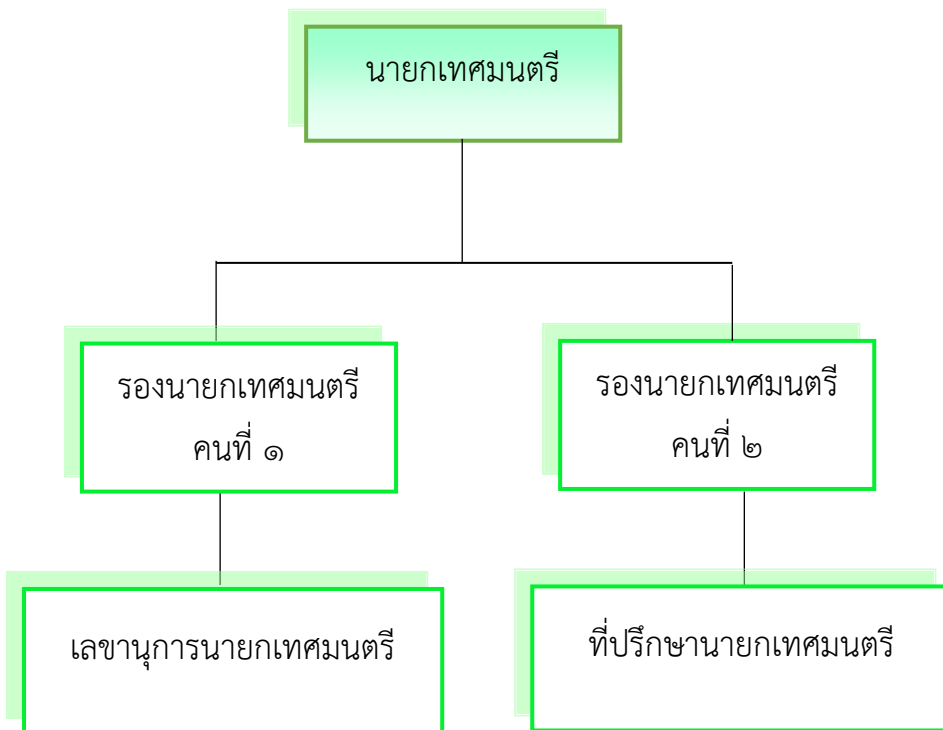 นายกเทศมนตรี
รองนายกเทศมนตรี
คนที่ ๑
รองนายกเทศมนตรี
คนที่ ๒
เลขานุการนายกเทศมนตรี
ที่ปรึกษานายกเทศมนตรี